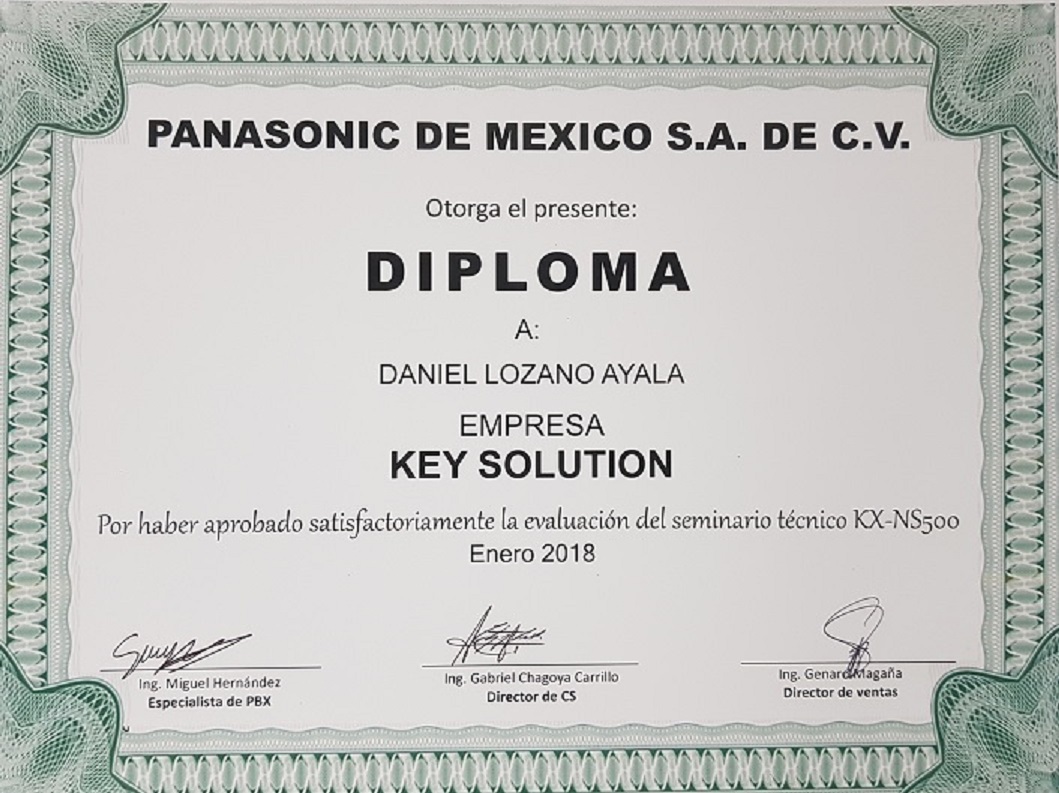 PANASONIC DE MEXICO S.A. DE C.V.
Otorga el presente:
DIPLOMA
A:
DANIEL LOZANO AYALA
EMPRESA
KEY SOLUTION
Por haber aprobado satisfactoriamente la evaluación del seminario técnico KX-NS500
Enero 2018
Ing. Miguel Hernández
Especialista de PBX
Ing. Gabriel Chagoya Carrillo
Director de CS
Ing. Genaro Magaña
Director de ventas